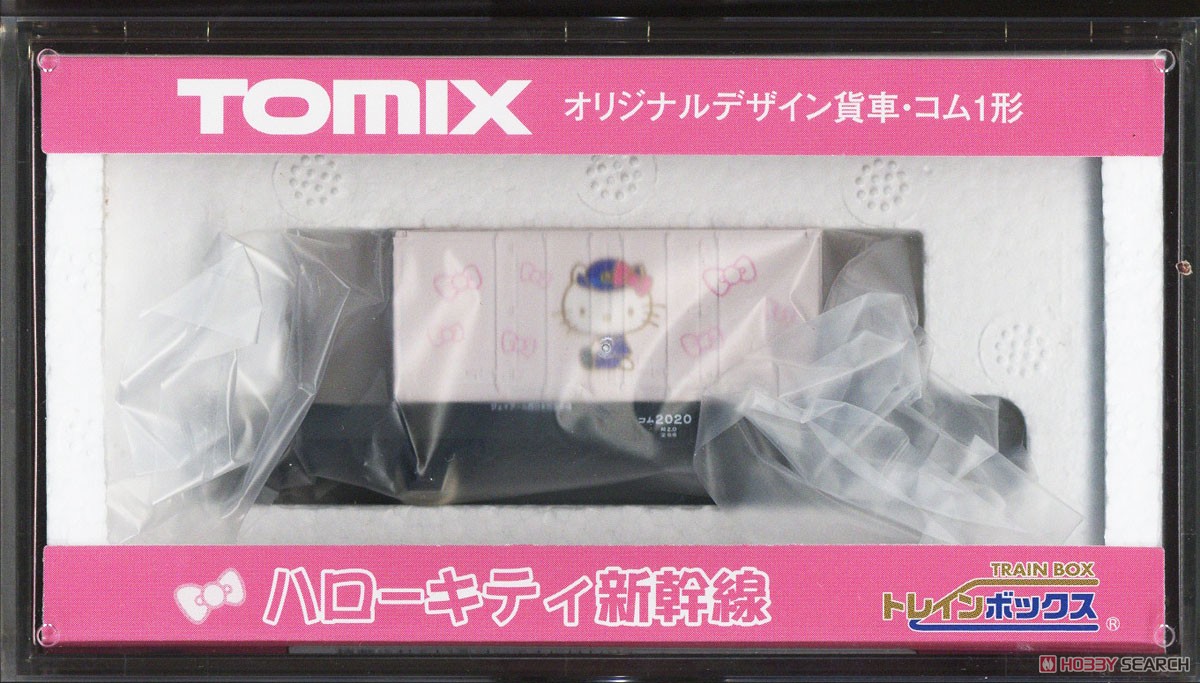 TOMIX オリジナルデザイン貨車・コム1形
コム2020
ハローキティ新幹線
TRAIN BOX
トレインボックス®
HOBBY SEARCH